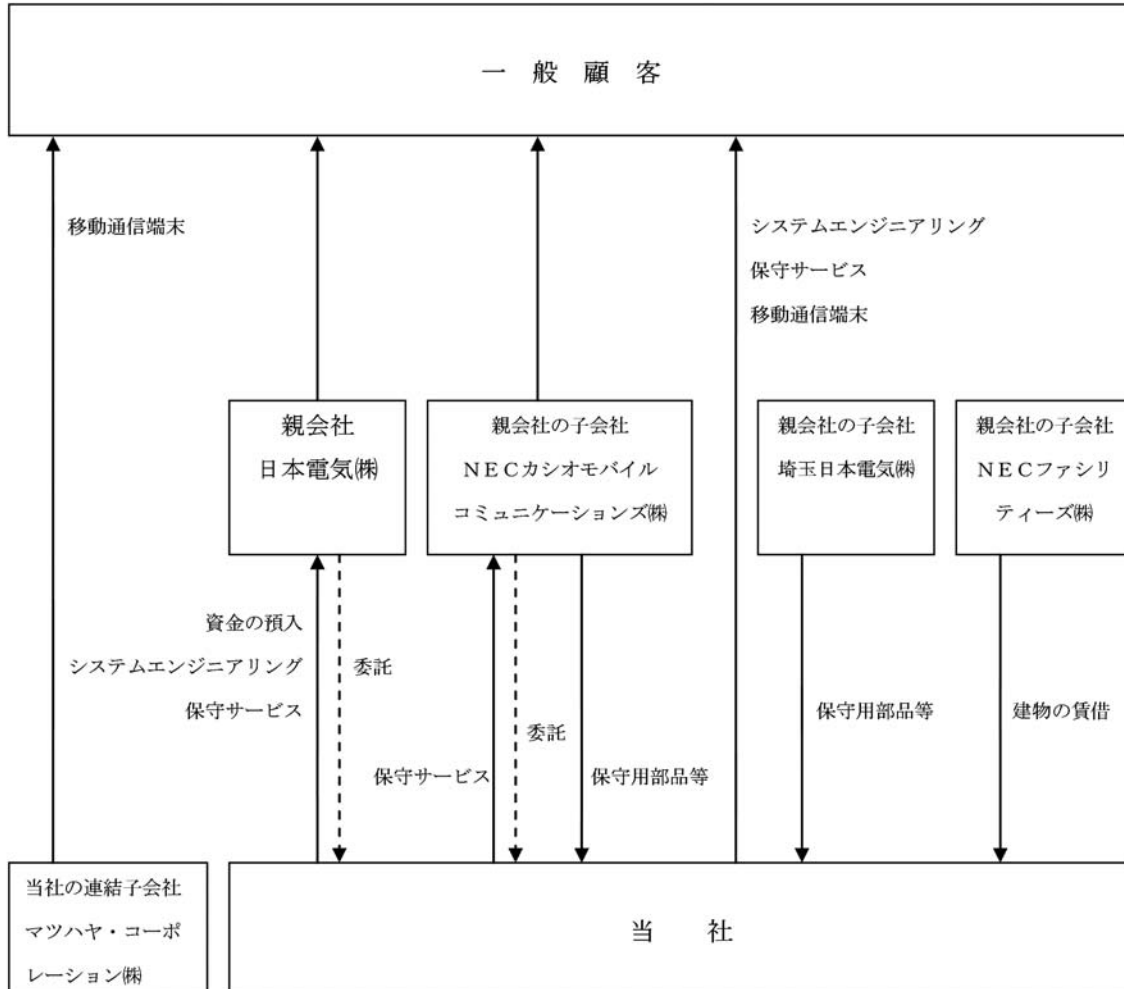 一般顧客
移動通信端末
システムエンジニアリング
保守サービス
移動通信端末
親会社
日本電気㈱
親会社の子会社
ＮＥＣカシオモバイル
コミュニケーションズ㈱
親会社の子会社
埼玉日本電気㈱
親会社の子会社
ＮＥＣファシリ
ティーズ㈱
資金の預入
システムエンジニアリング
保守サービス
委託
保守サービス
委託
保守用部品等
保守用部品等
建物の賃借
当社の連結子会社
マツハヤ・コーポ
レーション㈱
当社